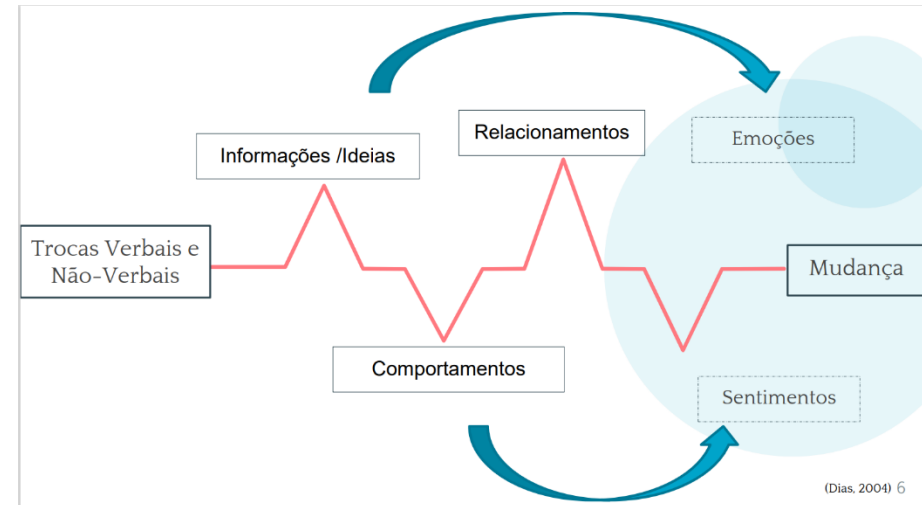 Relacionamentos
Emoções
Informações /Ideias
Trocas Verbais e
Não-Verbais
Mudança
Comportamentos
Sentimentos
(Dias, 2004) 6